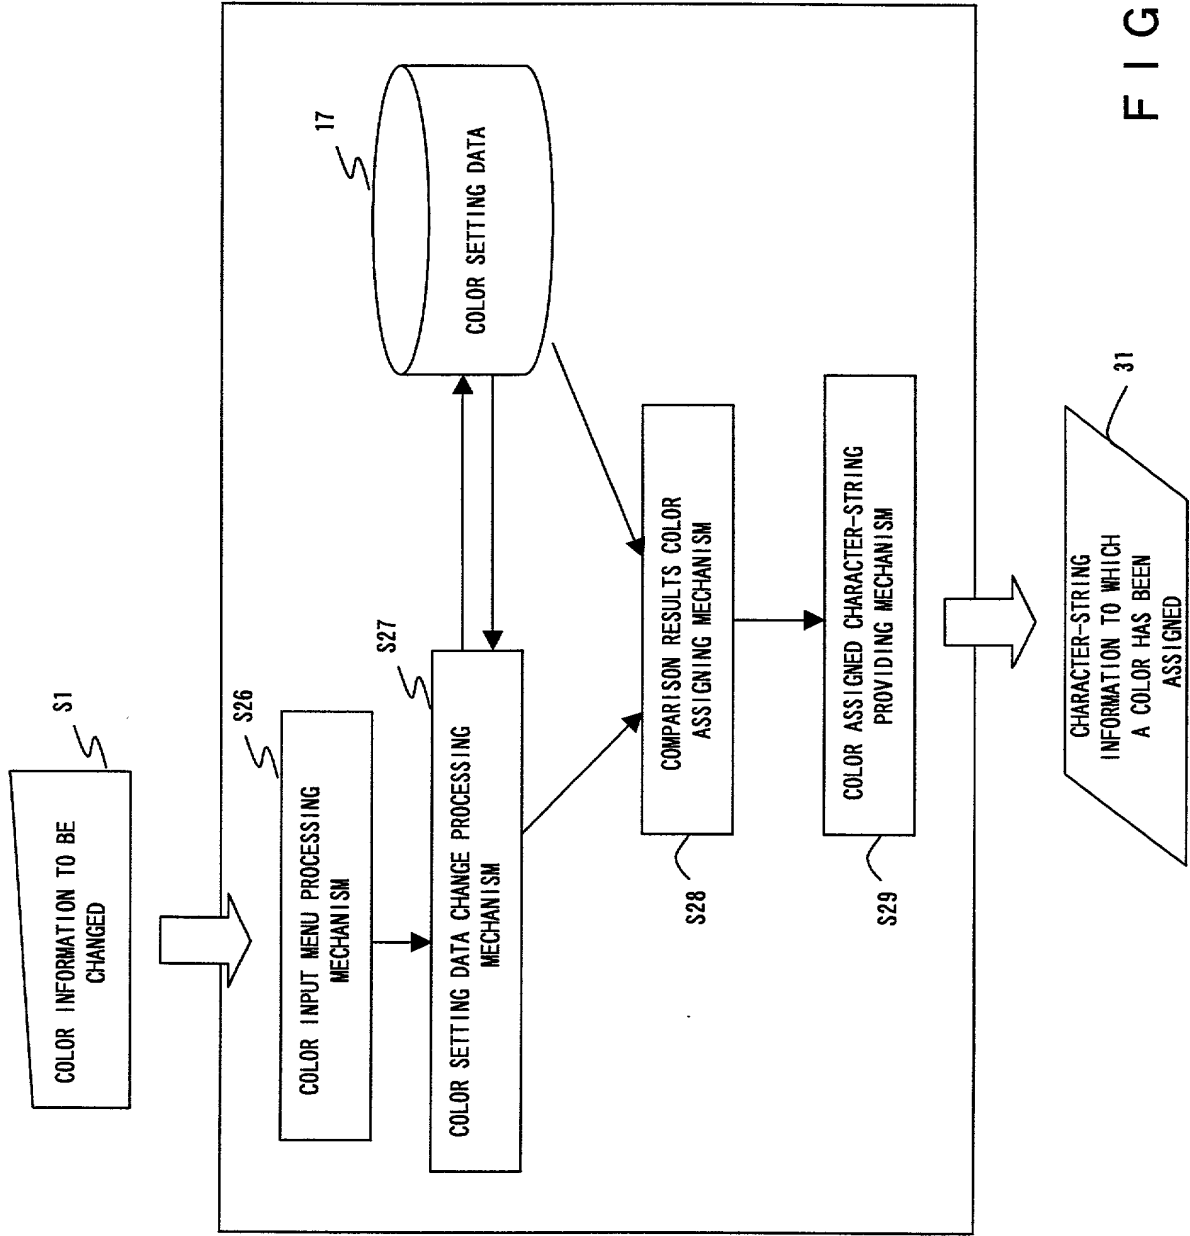 COLOR INFORMATION TO BE
CHANGED
S1
COLOR INPUT MENU PROCESSING
MECHANISM
S26
COLOR SETTING DATA CHANGE PROCESSING
MECHANISM
S27
COLOR SETTING DATA
17
COMPARISON RESULTS COLOR
ASSIGNING MECHANISM
S28
COLOR ASSIGNED CHARACTER-STRING
PROVIDING MECHANISM
S29
CHARACTER-STRING
INFORMATION TO WHICH
A COLOR HAS BEEN
ASSIGNED
31
FIG